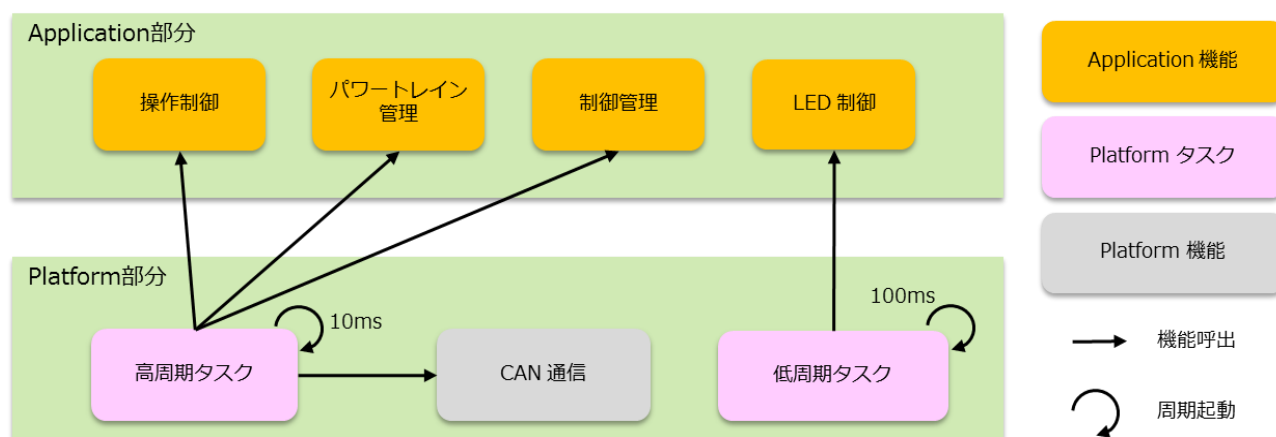 Application部分
操作制御
パワートレイン
管理
制御管理
LED 制御
Platform部分
10ms
100ms
高周期タスク
CAN 通信
低周期タスク
Application 機能
Platform タスク
Platform 機能
機能呼出
周期起動